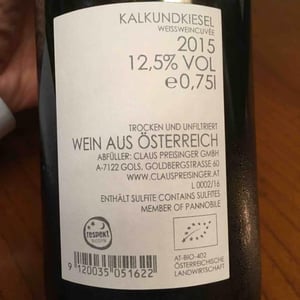 KALKUNDKIESEL
WEISSWEINCUVÉE
2015
12,5% VOL
e0,75l
TROCKEN UND UNFILTRIERT
WEIN AUS ÖSTERREICH
ABFÜLLER: CLAUS PREISINGER GMBH
A-7122 GOLS, GOLDBERGSTRASSE 60
WWW.CLAUSPREISINGER.AT
L 0002/16
ENTHÄLT SULFITE CONTAINS SULFITES
MEMBER OF PANNOBILE
respekt
9 120035 051622
AT-BIO-402
ÖSTERREICHISCHE
LANDWIRTSCHAFT